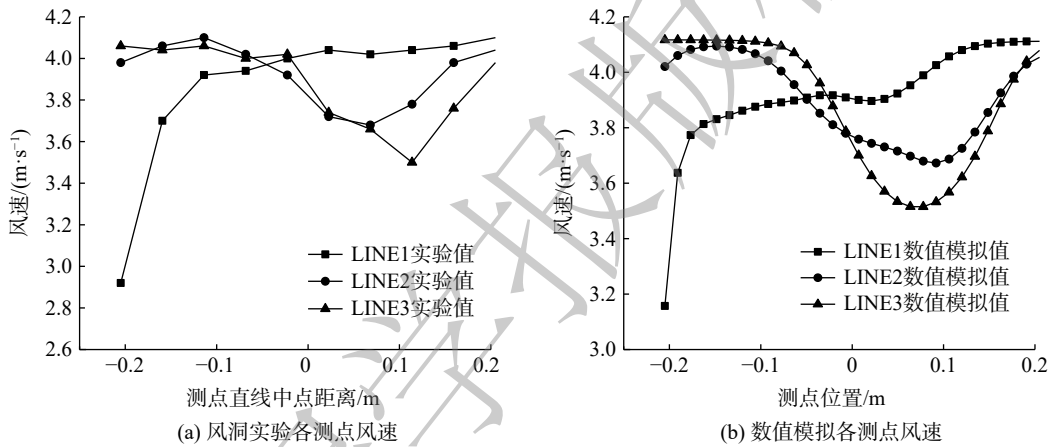 4.2
4.0
3.8
3.6
3.4
3.2
3.0
2.8
2.6
风速/(m·s⁻¹)
LINE1实验值
LINE2实验值
LINE3实验值
−0.2
−0.1
0
0.1
0.2
测点直线中点距离/m
(a) 风洞实验各测点风速
4.2
4.0
3.8
3.6
3.4
3.2
3.0
风速/(m·s⁻¹)
LINE1数值模拟值
LINE2数值模拟值
LINE3数值模拟值
−0.2
−0.1
0
0.1
0.2
测点位置/m
(b) 数值模拟各测点风速
学报版